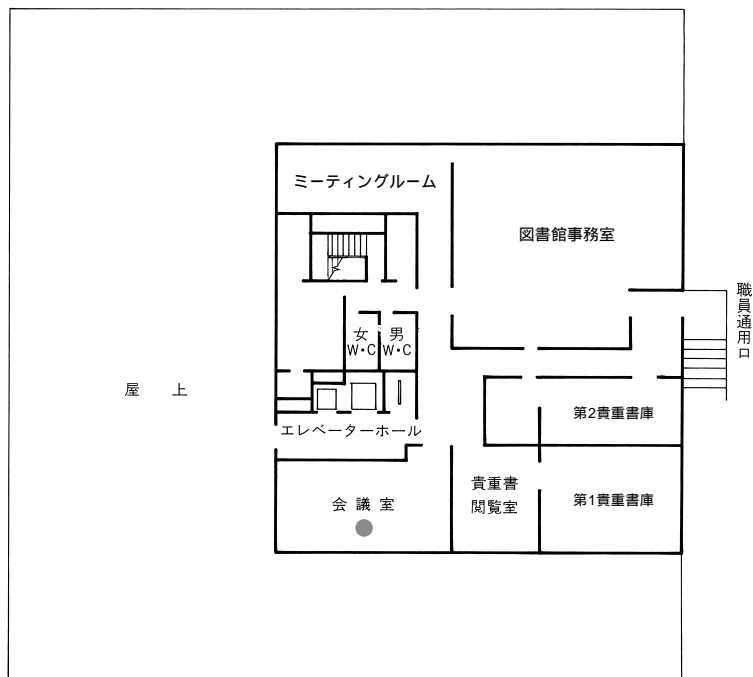 ミーティングルーム
図書館事務室
職員通用口
女
W・C
男
W・C
屋　上
第2貴重書庫
エレベーターホール
会 議 室
貴重書
閲覧室
第1貴重書庫